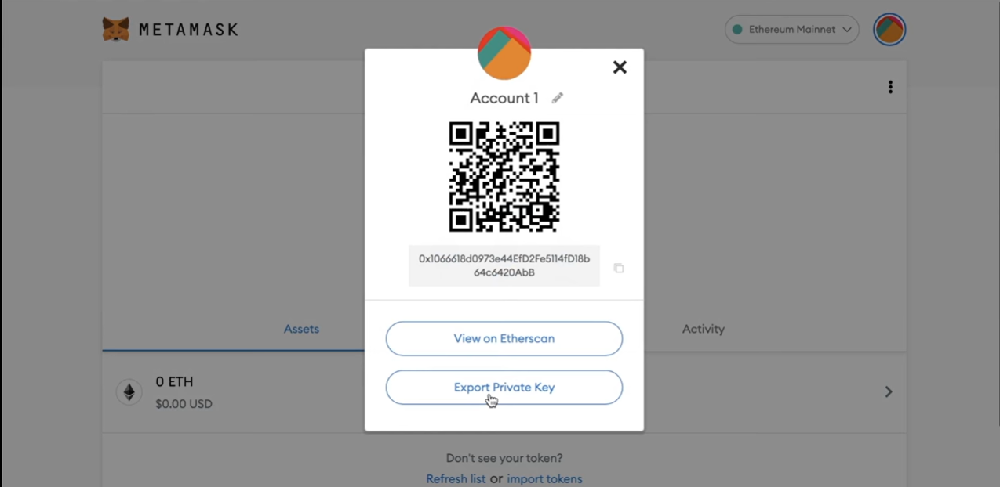 METAMASK
Ethereum Mainnet
Account 1
0x1066618d0973e44EfD2Fe5114fD18b
64c6420AbB
View on Etherscan
Export Private Key
Assets
Activity
0 ETH
$0.00 USD
Don't see your token?
Refresh list or import tokens